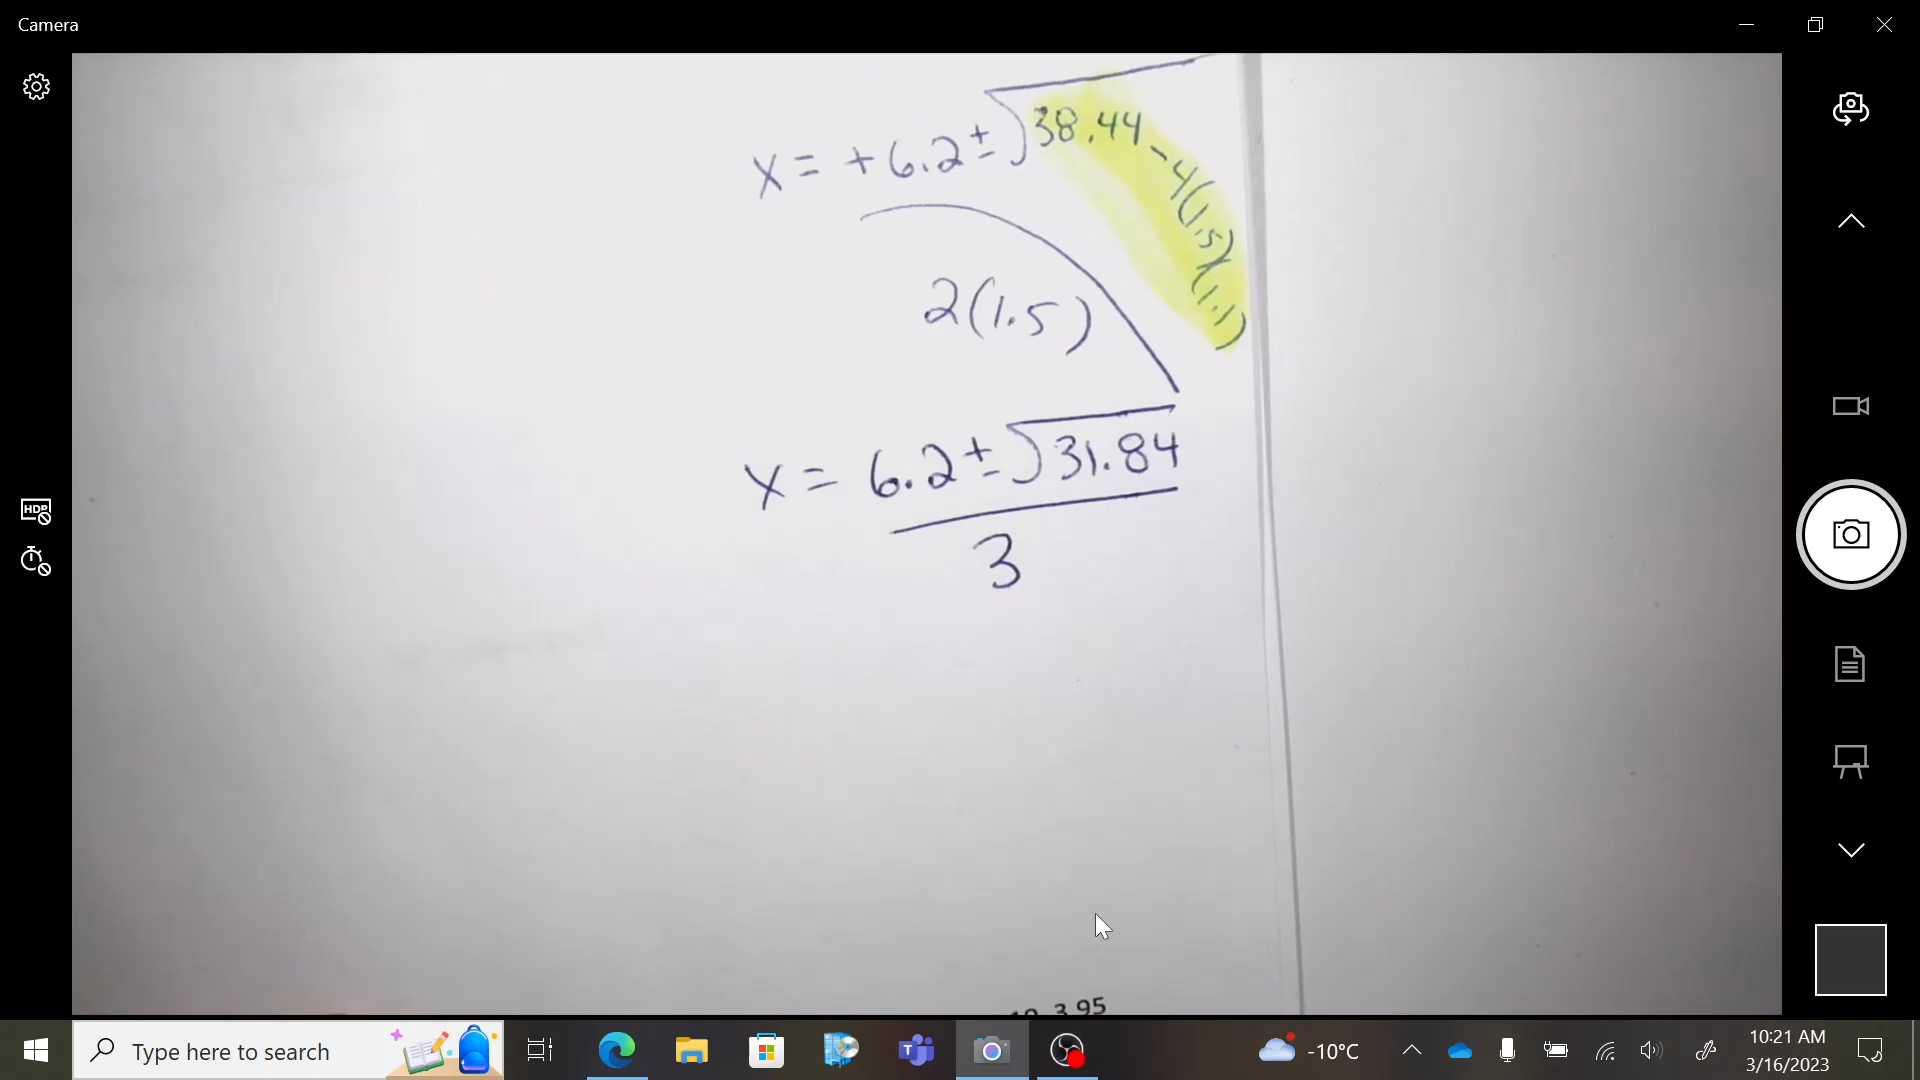 Camera
x = +6.2 ± √38.44 - 4(1.5)(1.1)
2(1.5)
x = 6.2 ± √31.84
3
3.95
HDR
Type here to search
-10°C
10:21 AM
3/16/2023